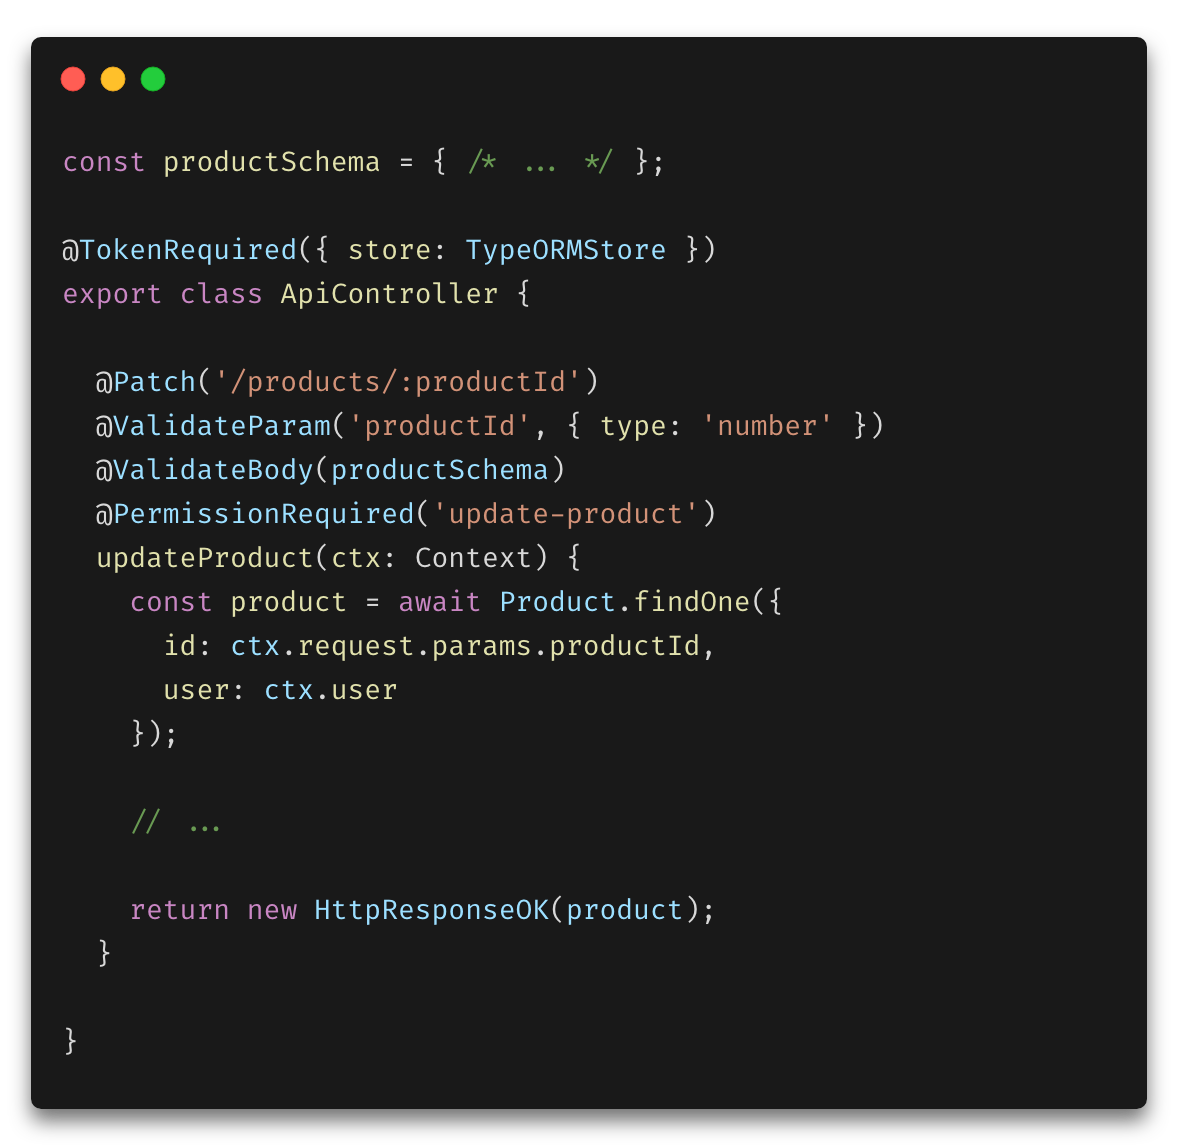 const productSchema = { /* ... */ };
@TokenRequired({ store: TypeORMStore })
export class ApiController {
@Patch('/products/:productId')
@ValidateParam('productId', { type: 'number' })
@ValidateBody(productSchema)
@PermissionRequired('update-product')
updateProduct(ctx: Context) {
const product = await Product.findOne({
id: ctx.request.params.productId,
user: ctx.user
});
// ...
return new HttpResponseOK(product);
}
}